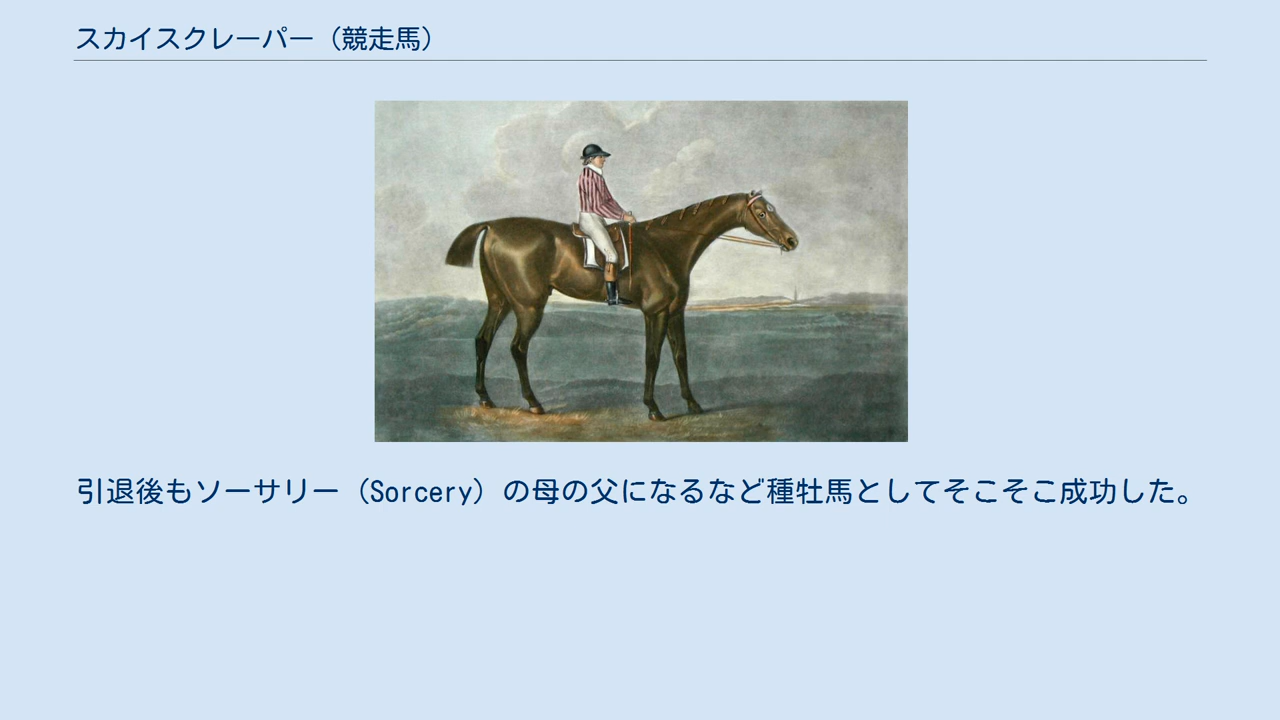 スカイスクレーパー（競走馬）
引退後もソーサリー（Sorcery）の母の父になるなど種牡馬としてそこそこ成功した。